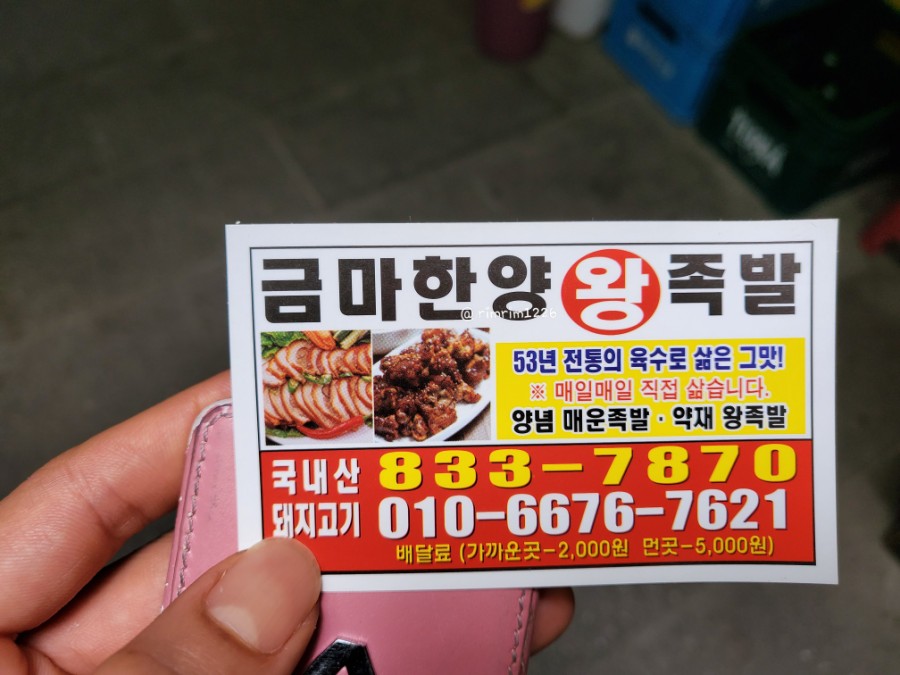 금마한양왕족발
@rimrim1226
53년 전통의 육수로 삶은 그맛!
※ 매일매일 직접 삶습니다.
양념 매운족발 · 약재 왕족발
국내산 833-7870
돼지고기 010-6676-7621
배달료 (가까운곳-2,000원 먼곳-5,000원)